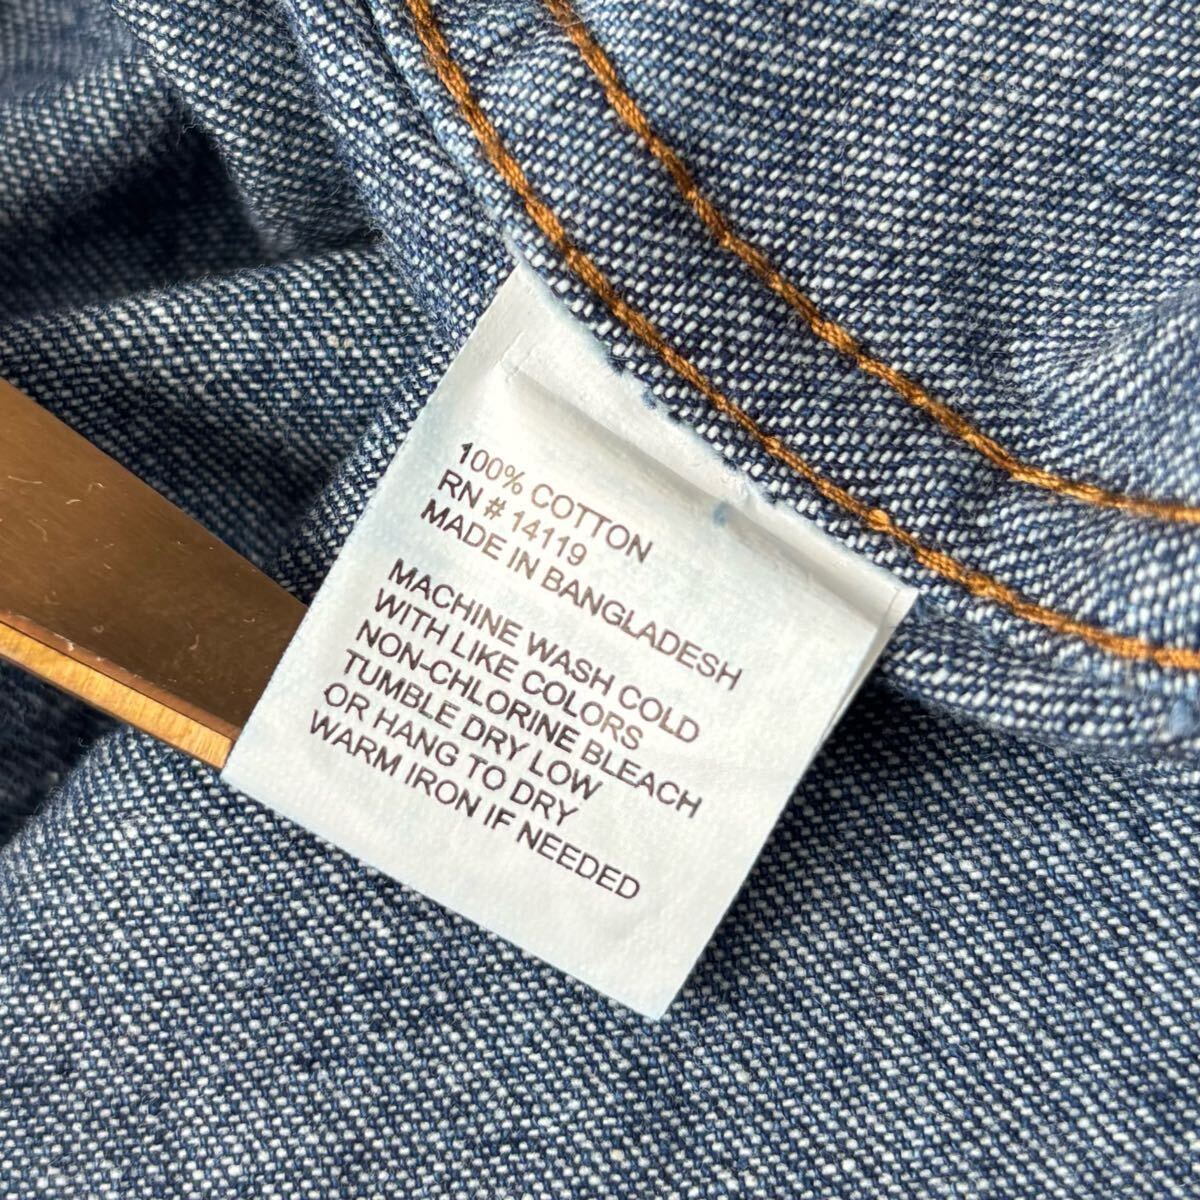 100% COTTON
RN # 14119
MADE IN BANGLADESH
MACHINE WASH COLD
WITH LIKE COLORS
NON-CHLORINE BLEACH
TUMBLE DRY LOW
OR HANG TO DRY
WARM IRON IF NEEDED